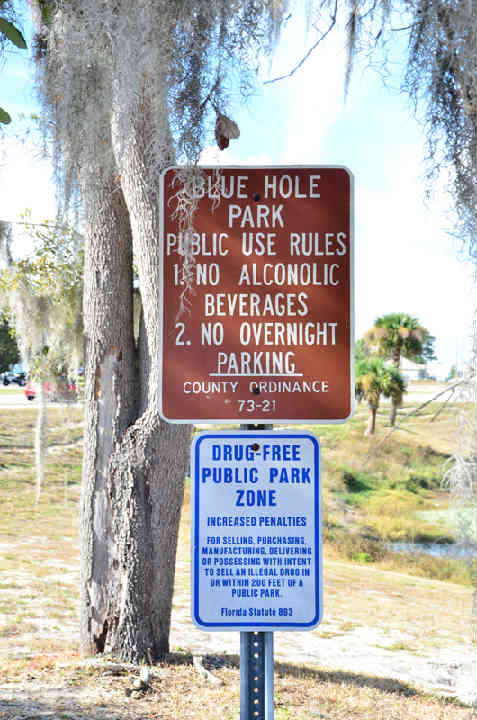 BLUE HOLE
PARK
PUBLIC USE RULES
1. NO ALCONOLIC
BEVERAGES
2. NO OVERNIGHT
PARKING
COUNTY ORDINANCE
73-21
DRUG-FREE
PUBLIC PARK
ZONE
INCREASED PENALTIES
FOR SELLING, PURCHASING,
MANUFACTURING, DELIVERING
OR POSSESSING WITH INTENT
TO SELL AN ILLEGAL DRUG IN
OR WITHIN 200 FEET OF A
PUBLIC PARK.
Florida Statute 893